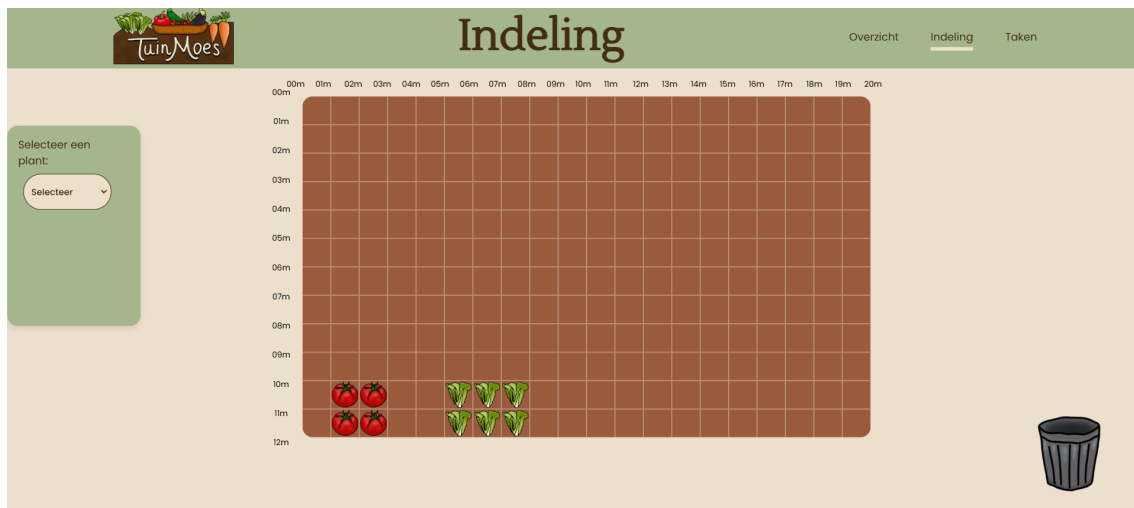 TuinMoes
Indeling
Overzicht Indeling Taken
00m 01m 02m 03m 04m 05m 06m 07m 08m 09m 10m 11m 12m 13m 14m 15m 16m 17m 18m 19m 20m
00m
01m
Selecteer een
plant:
02m
03m
Selecteer
04m
05m
06m
07m
08m
09m
10m
11m
12m